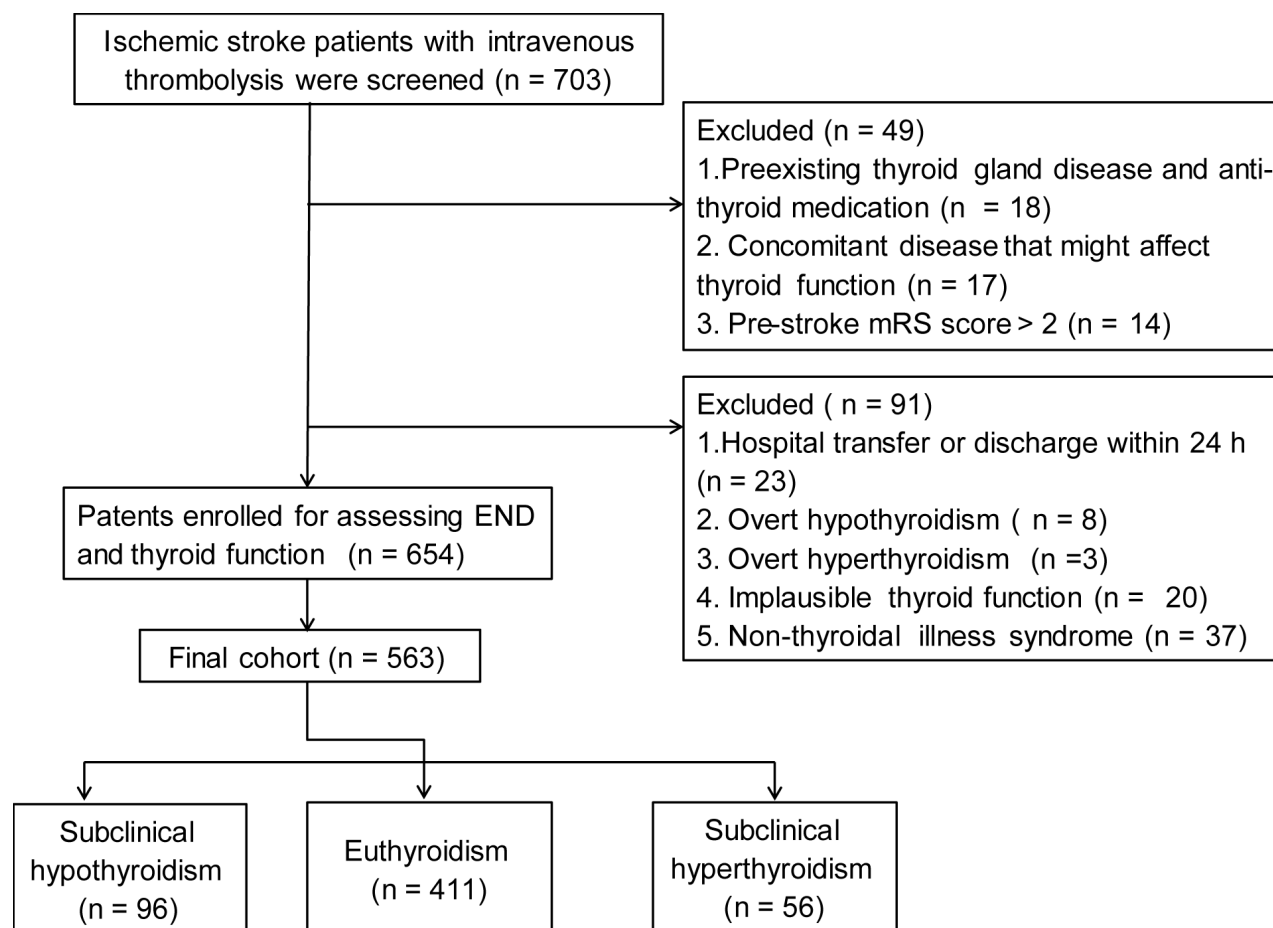 Ischemic stroke patients with intravenous
thrombolysis were screened (n = 703)
Excluded (n = 49)
1.Preexisting thyroid gland disease and anti-
thyroid medication (n = 18)
2. Concomitant disease that might affect
thyroid function (n = 17)
3. Pre-stroke mRS score > 2 (n = 14)
Excluded ( n = 91)
1.Hospital transfer or discharge within 24 h
(n = 23)
2. Overt hypothyroidism ( n = 8)
3. Overt hyperthyroidism (n =3)
4. Implausible thyroid function (n = 20)
5. Non-thyroidal illness syndrome (n = 37)
Patents enrolled for assessing END
and thyroid function (n = 654)
Final cohort (n = 563)
Subclinical
hypothyroidism
(n = 96)
Euthyroidism
(n = 411)
Subclinical
hyperthyroidism
(n = 56)